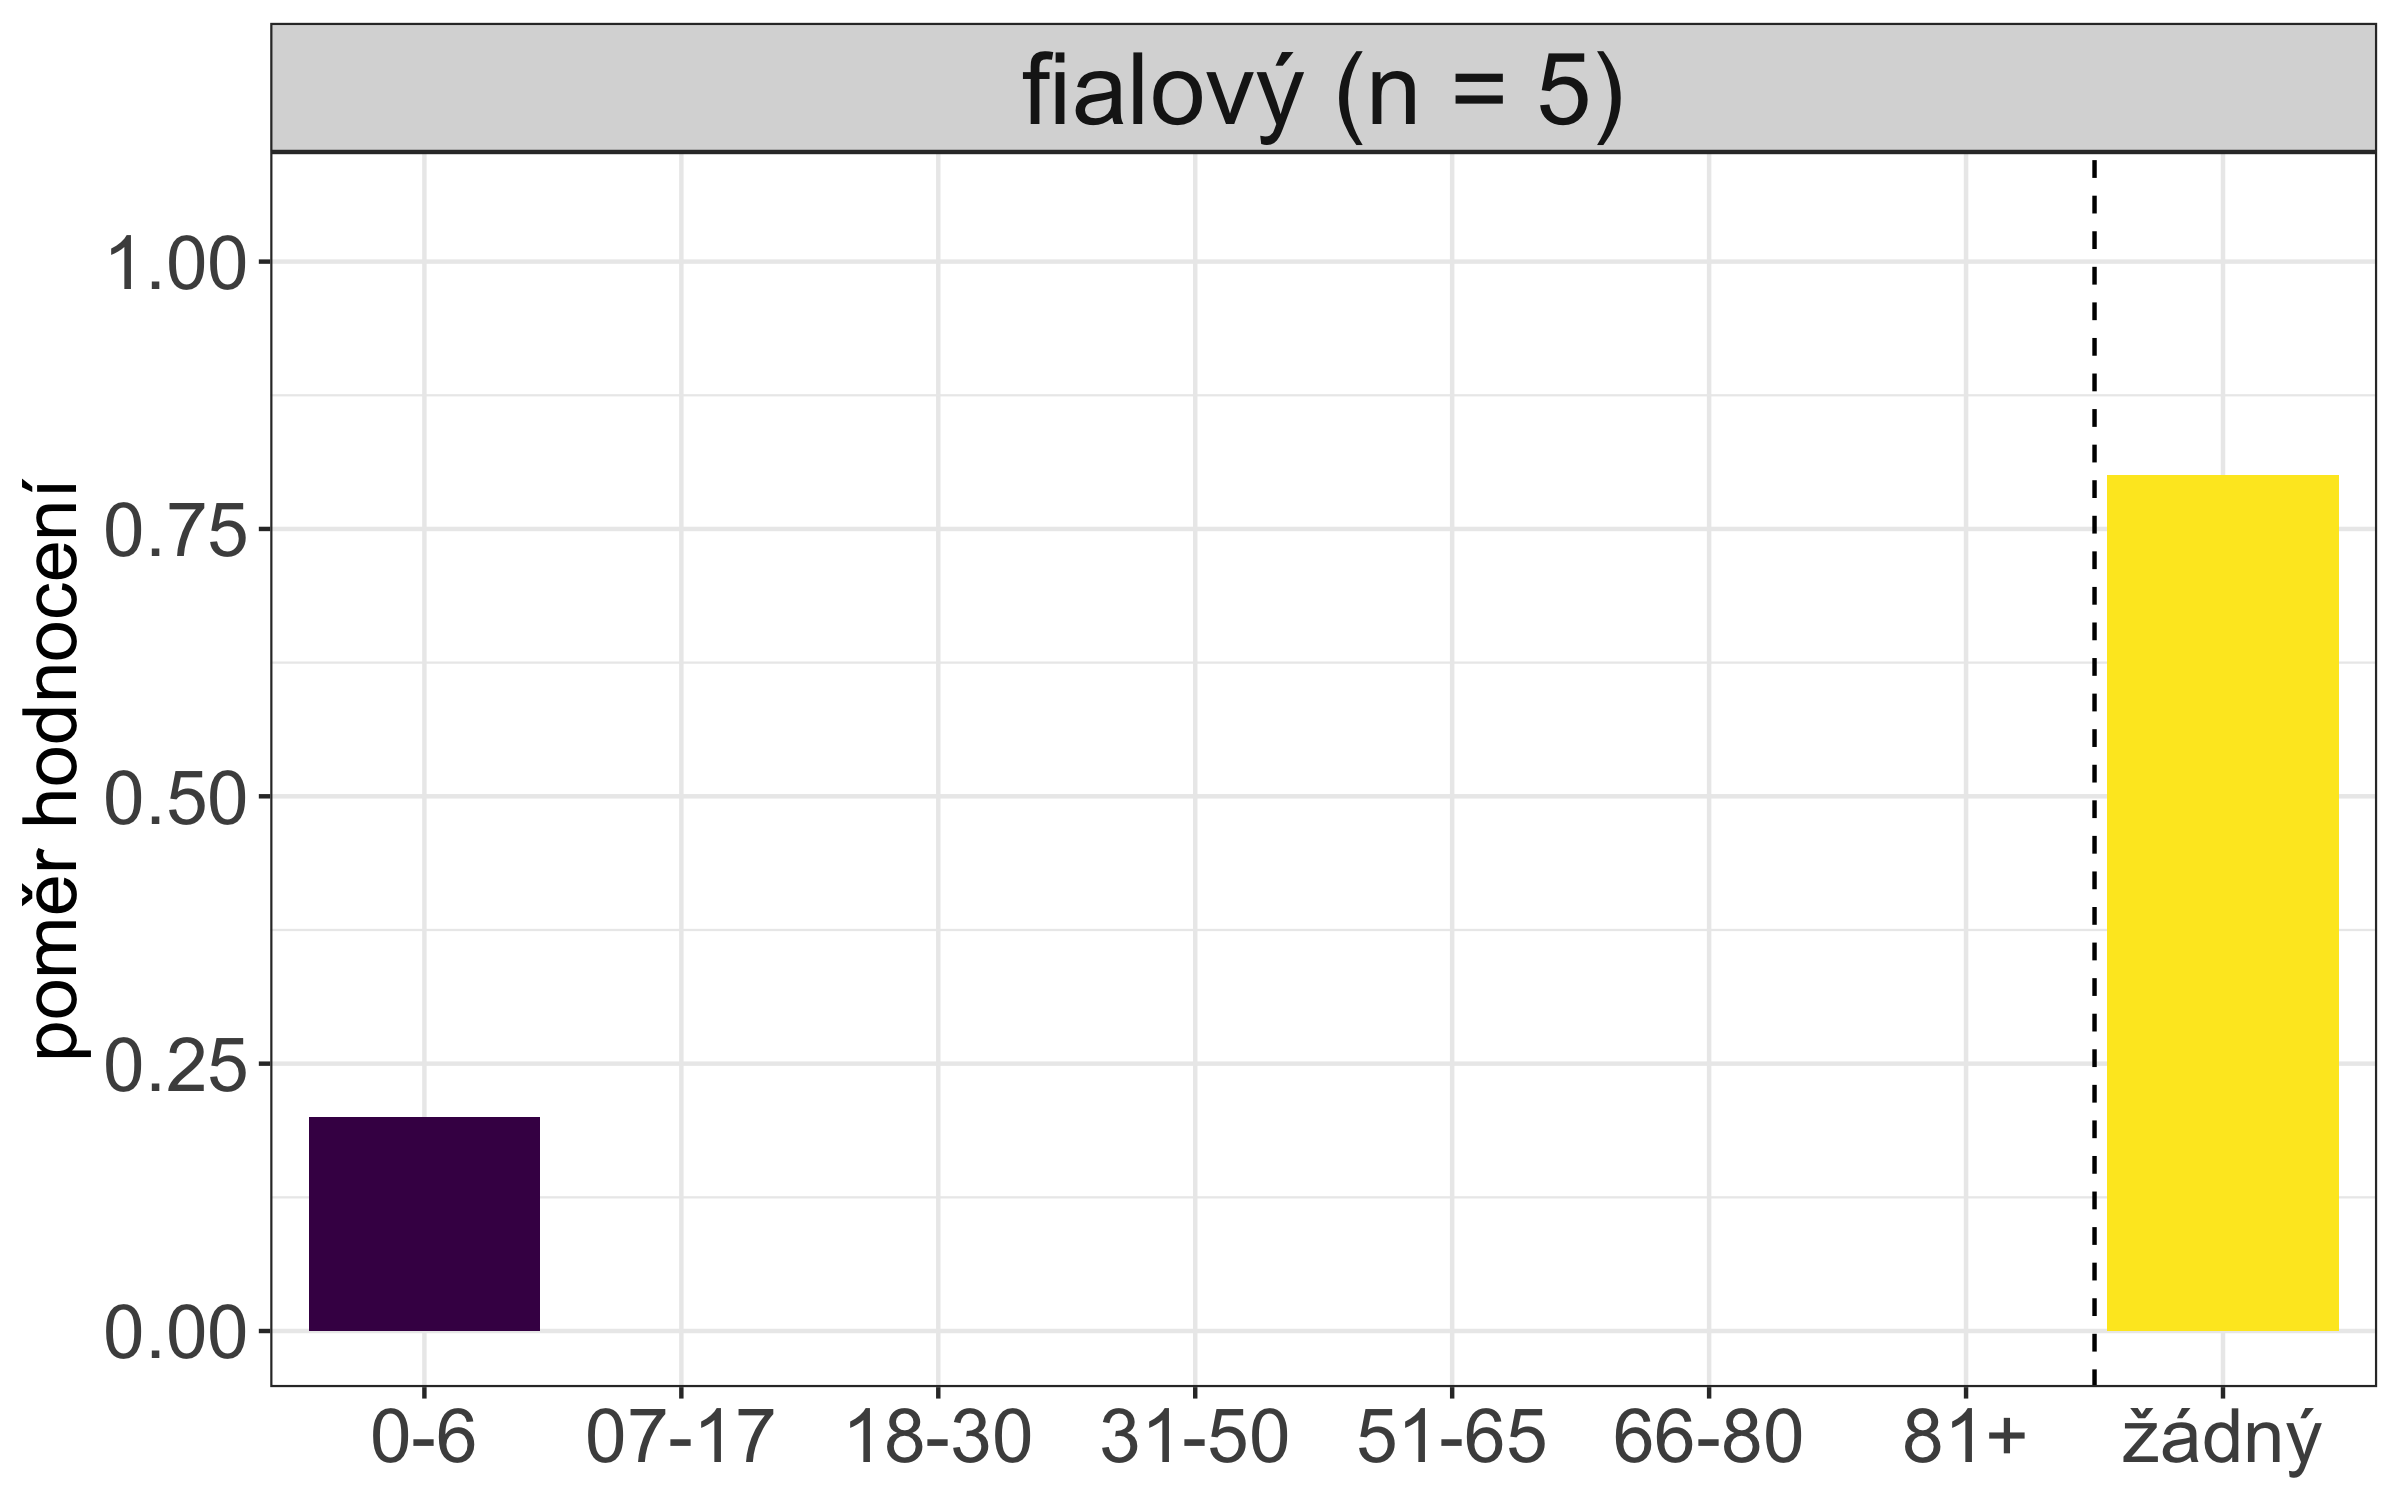 fialový (n = 5)
poměr hodnocení
1.00
0.75
0.50
0.25
0.00
0-6 07-17 18-30 31-50 51-65 66-80 81+ žádný